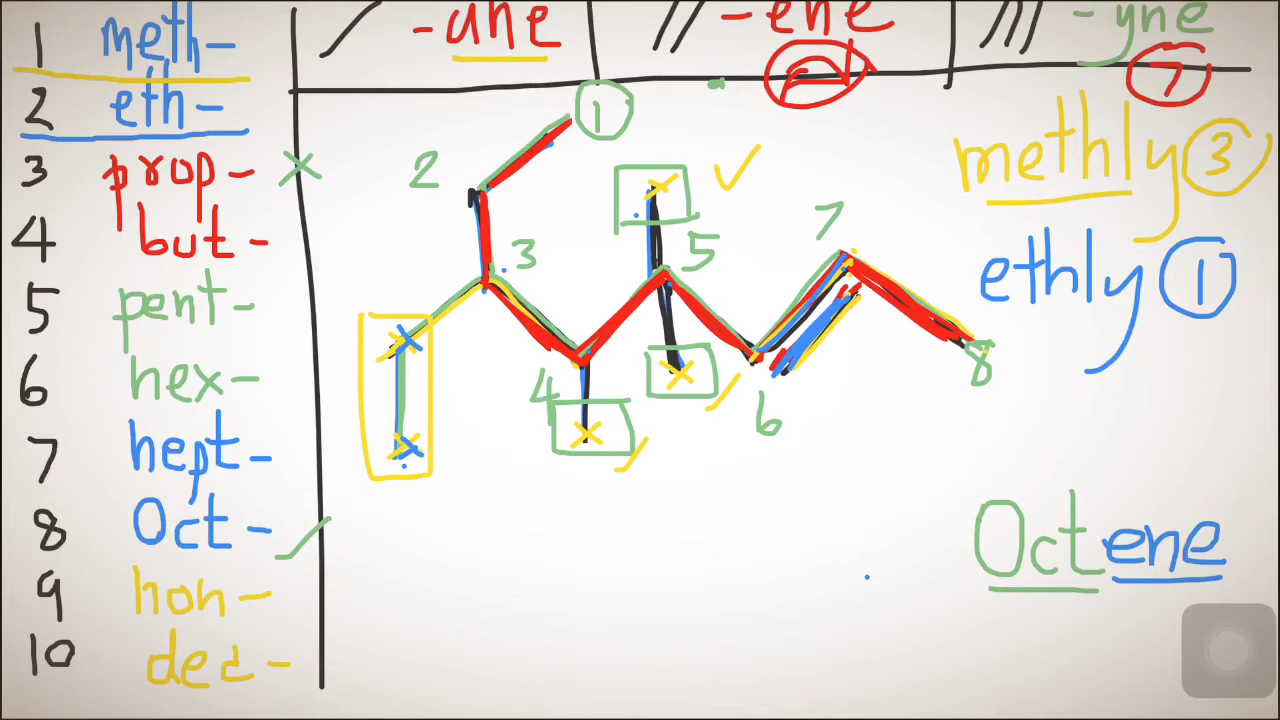 -ane -ene -yne
1 meth-
2 eth-
3 prop-
4 but-
5 pent-
6 hex-
7 hept-
8 Oct-
9 non-
10 dec-
7
1
2
3
4
5
6
7
8
methly 3
ethly 1
Octene